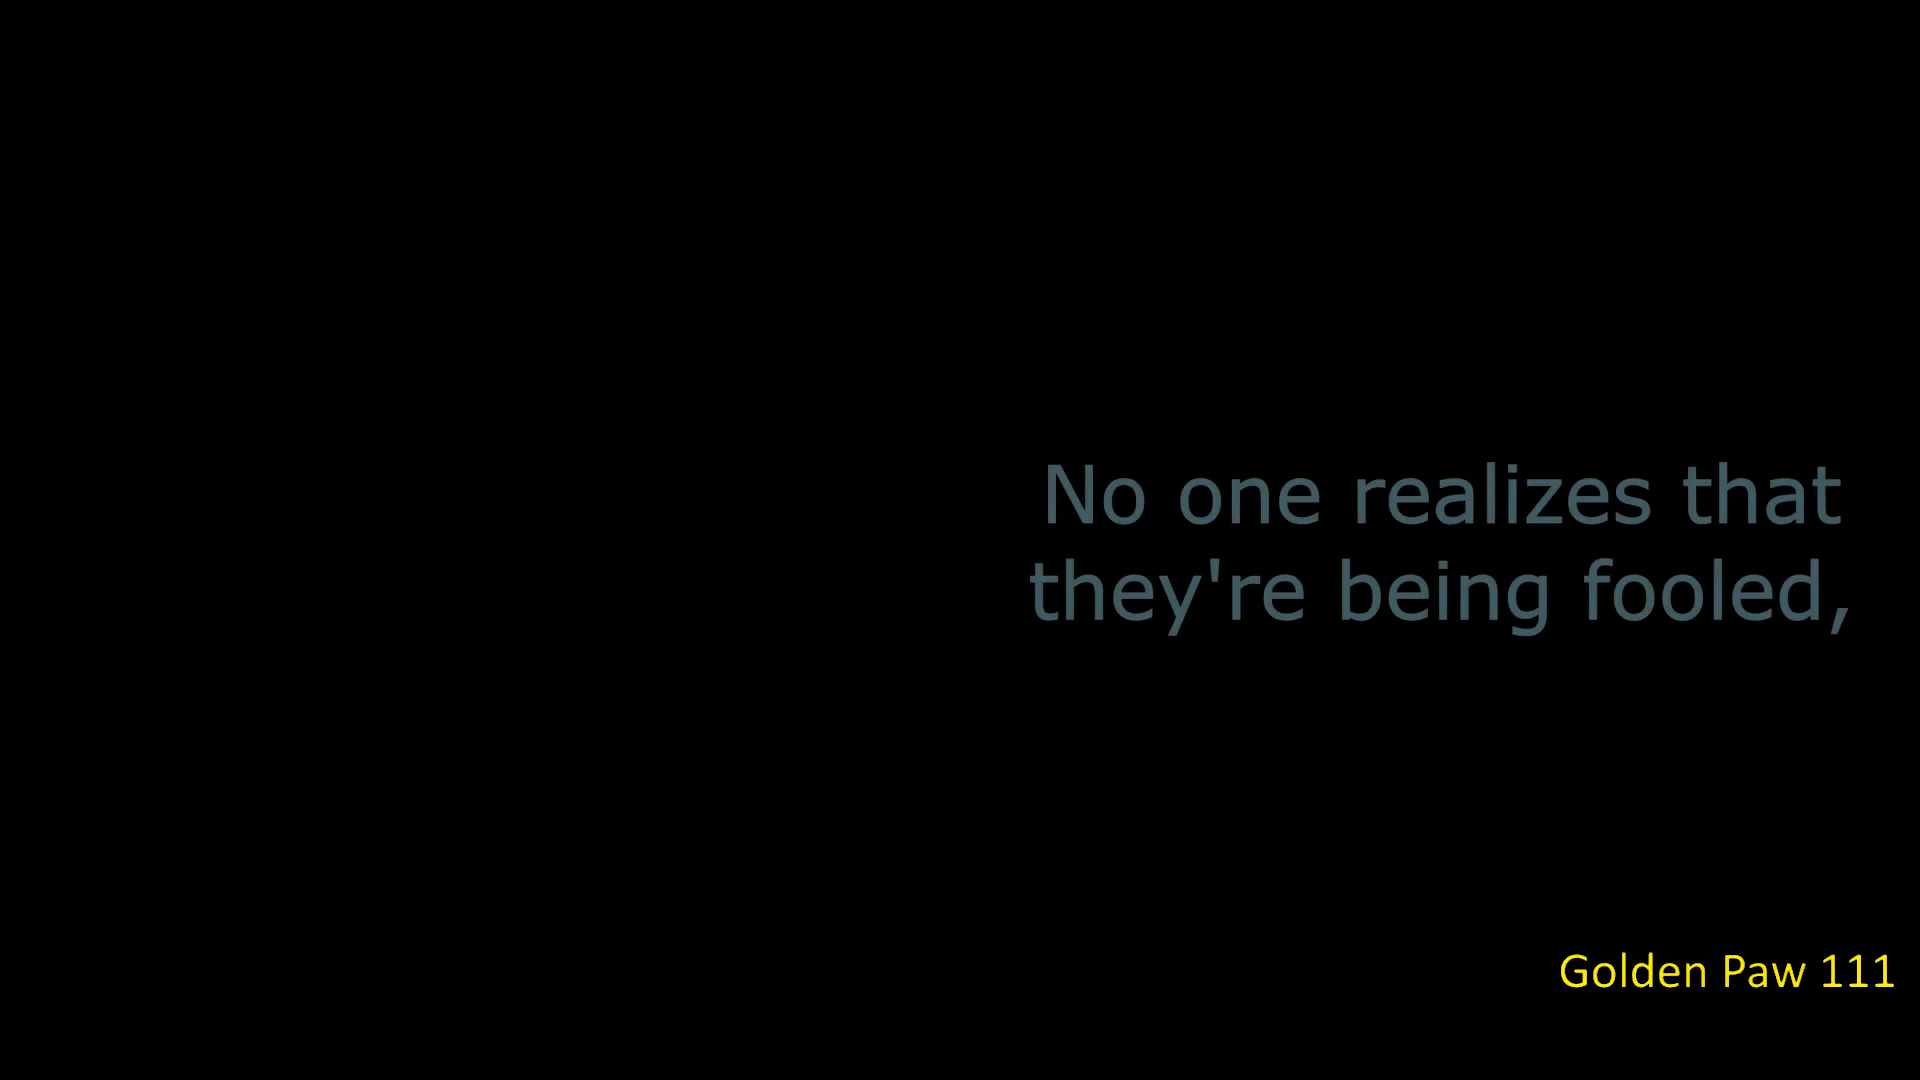 No one realizes that
they're being fooled,
Golden Paw 111